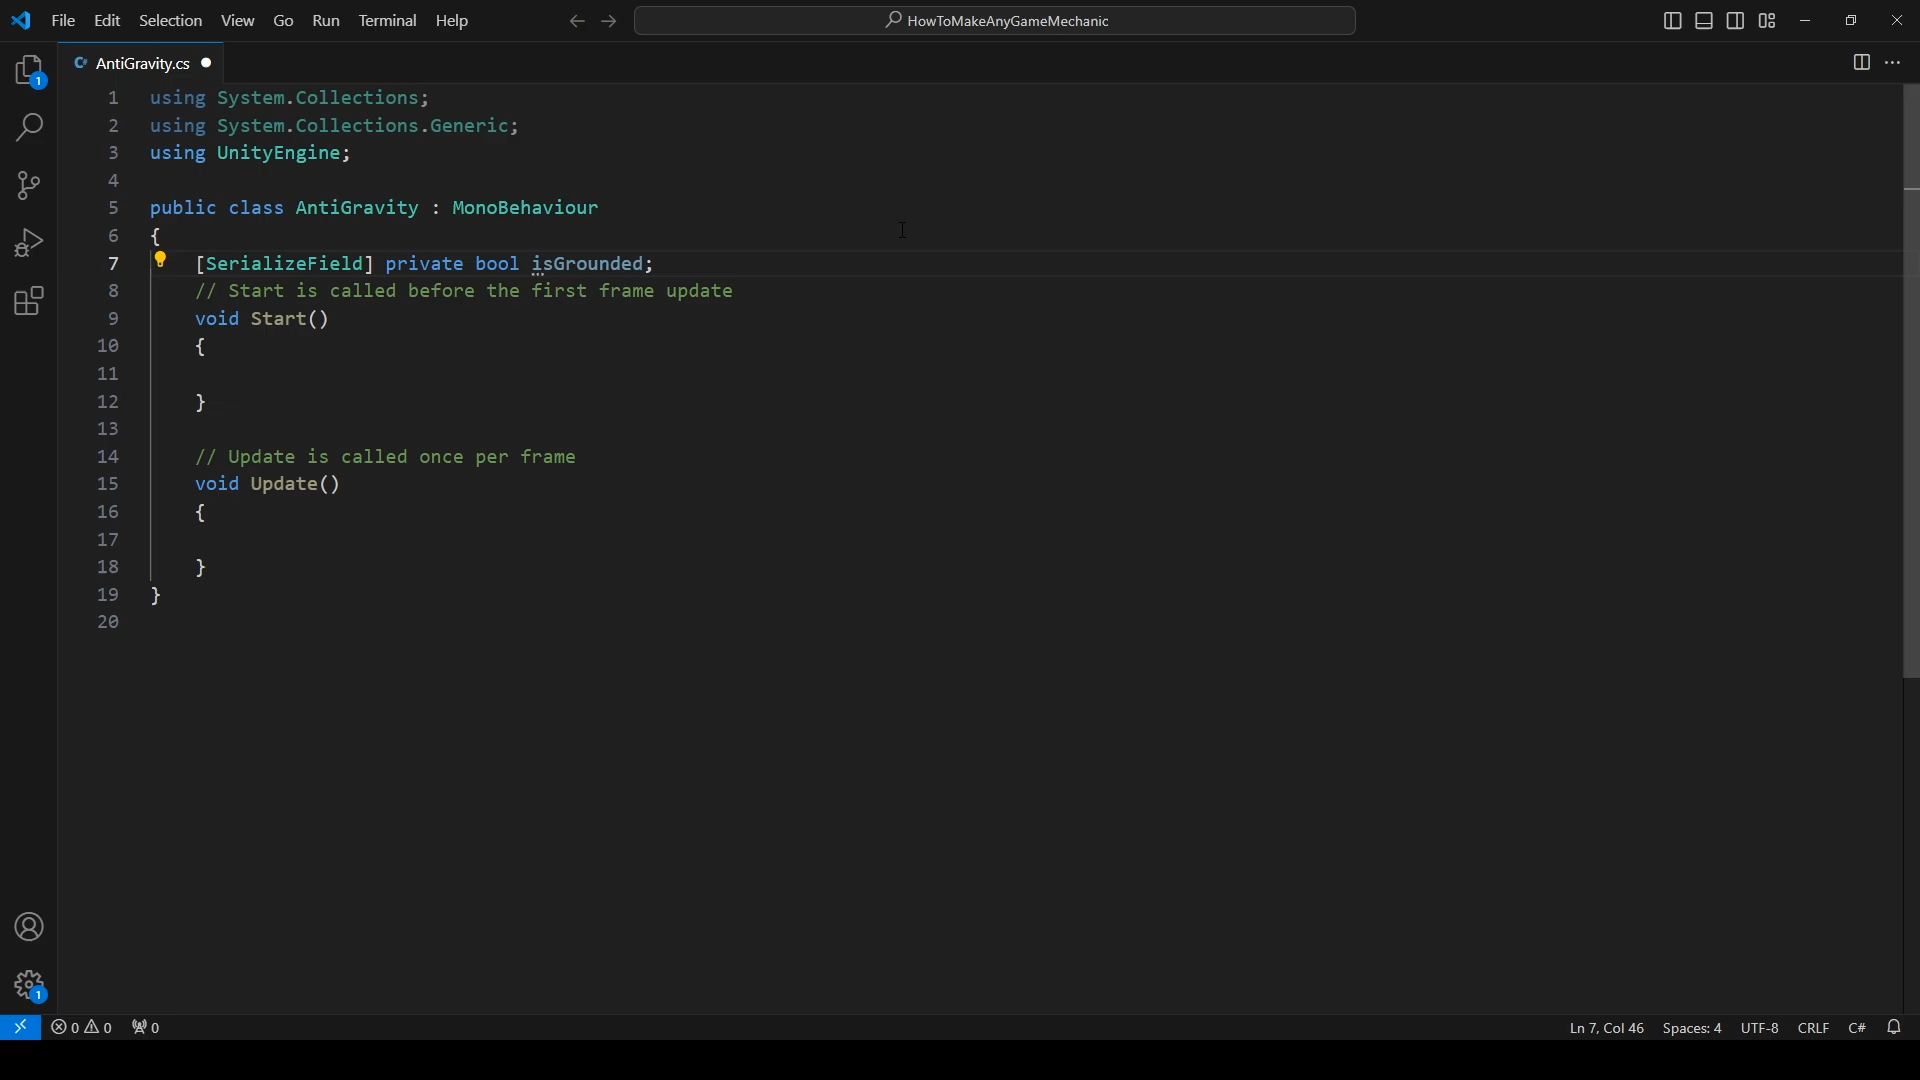 File Edit Selection View Go Run Terminal Help
HowToMakeAnyGameMechanic
C# AntiGravity.cs
1 using System.Collections;
2 using System.Collections.Generic;
3 using UnityEngine;
4
5 public class AntiGravity : MonoBehaviour
6 {
7 [SerializeField] private bool isGrounded;
8 // Start is called before the first frame update
9 void Start()
10 {
11
12 }
13
14 // Update is called once per frame
15 void Update()
16 {
17
18 }
19 }
20
1
1
0 0 0
Ln 7, Col 46 Spaces: 4 UTF-8 CRLF C#